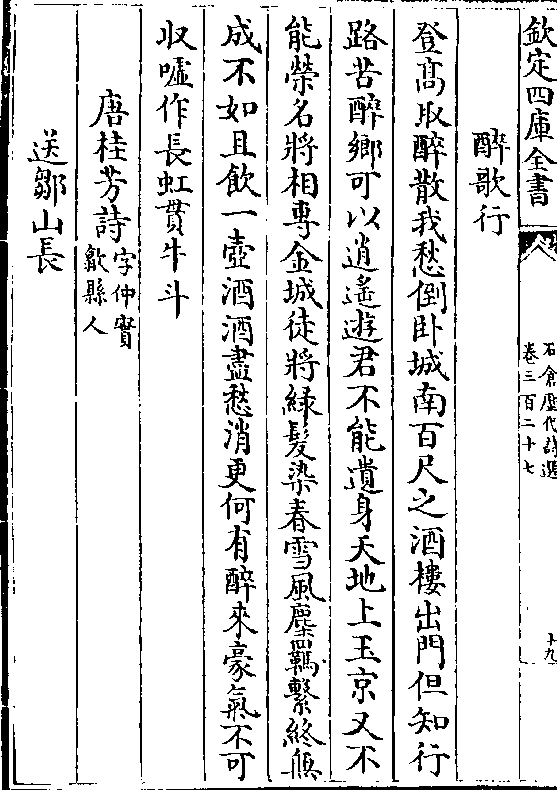 欽定四庫全書
石倉歷代詩選
卷三百二十七
十九
醉歌行
登髙取醉散我愁倒卧城南百尺之酒樓出門但知行
路苦醉鄉可以逍遙遊君不能遺身天地上玉京又不
能榮名將相專金城徒將緑髮染春雪風塵羈繫終無
成不如且飲一壺酒酒盡愁消更何有醉來豪氣不可
収噓作長虹貫牛斗
唐桂芳詩
字仲實
歙縣人
送鄒山長